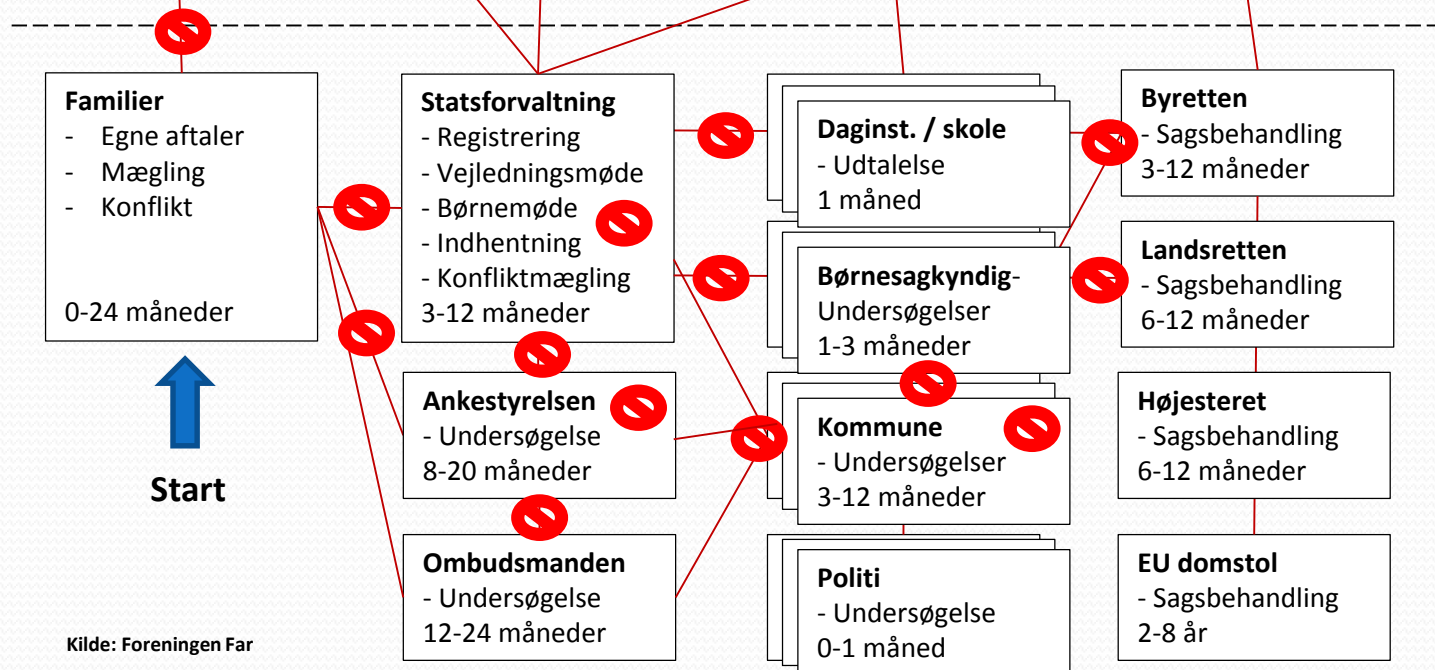 Familier
- Egne aftaler
- Mægling
- Konflikt
0-24 måneder
Start
Kilde: Foreningen Far
Statsforvaltning
- Registrering
- Vejledningsmøde
- Børnemøde
- Indhentning
- Konfliktmægling
3-12 måneder
Ankestyrelsen
- Undersøgelse
8-20 måneder
Ombudsmanden
- Undersøgelse
12-24 måneder
Daginst. / skole
- Udtalelse
1 måned
Børnesagkyndig-
Undersøgelser
1-3 måneder
Kommune
- Undersøgelser
3-12 måneder
Politi
- Undersøgelse
0-1 måned
Byretten
- Sagsbehandling
3-12 måneder
Landsretten
- Sagsbehandling
6-12 måneder
Højesteret
- Sagsbehandling
6-12 måneder
EU domstol
- Sagsbehandling
2-8 år